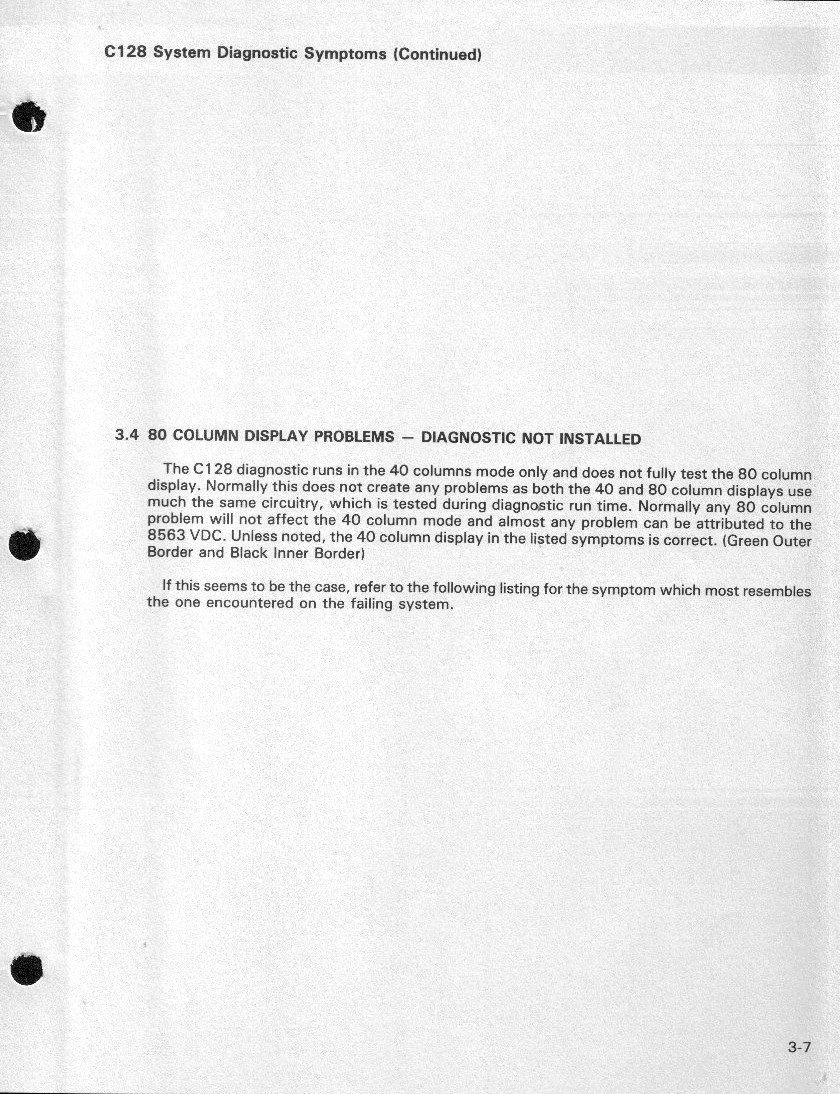 C128 System Diagnostic Symptoms (Continued)
3.4 80 COLUMN DISPLAY PROBLEMS — DIAGNOSTIC NOT INSTALLED
The C128 diagnostic runs in the 40 columns mode only and does not fully test the 80 column
display. Normally this does not create any problems as both the 40 and 80 column displays use
much the same circuitry, which is tested during diagnostic run time. Normally any 80 column
problem will not affect the 40 column mode and almost any problem can be attributed to the
8563 VDC. Unless noted, the 40 column display in the listed symptoms is correct. (Green Outer
Border and Black Inner Border)
If this seems to be the case, refer to the following listing for the symptom which most resembles
the one encountered on the failing system.
3-7